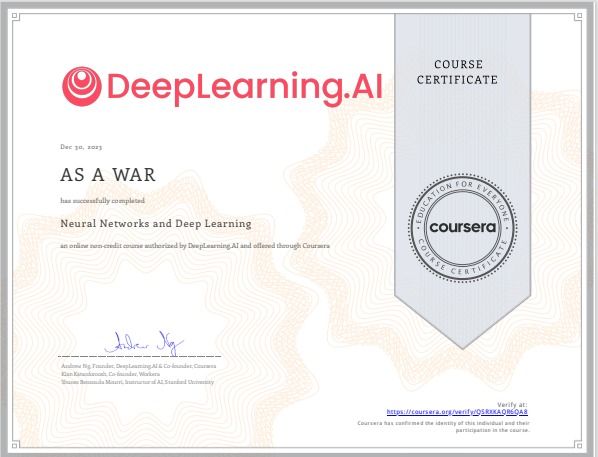 DeepLearning.AI
COURSE
CERTIFICATE
Dec 30, 2023
AS A WAR
has successfully completed
Neural Networks and Deep Learning
an online non-credit course authorized by DeepLearning.AI and offered through Coursera
EDUCATION FOR EVERYONE
coursera
COURSE CERTIFICATE
Andrew Ng
Andrew Ng, Founder, DeepLearning.AI & Co-founder, Coursera
Kian Katanforoosh, Co-founder, Workera
Younes Bensouda Mourri, Instructor of AI, Stanford University
Verify at:
https://coursera.org/verify/QSRXKAQR6QA8
Coursera has confirmed the identity of this individual and their
participation in the course.